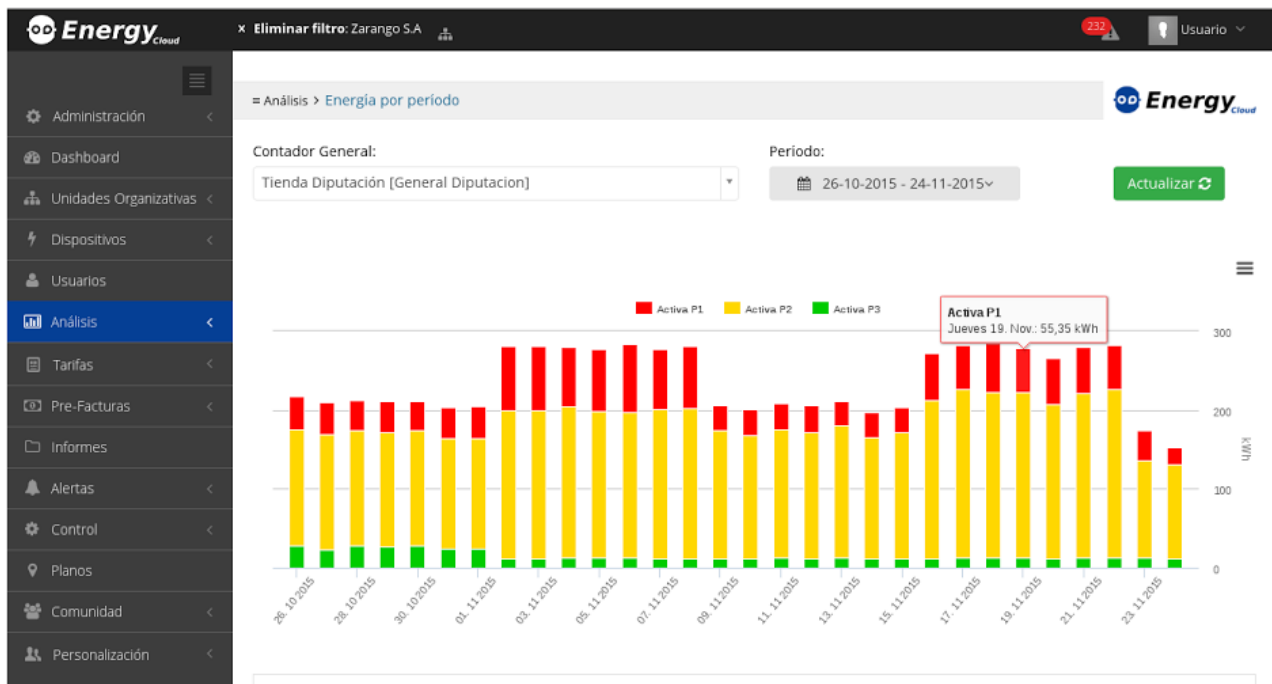 Energy Cloud
× Eliminar filtro: Zarango S.A
232
Usuario
Administración
Dashboard
Unidades Organizativas
Dispositivos
Usuarios
Análisis
Tarifas
Pre-Facturas
Informes
Alertas
Control
Planos
Comunidad
Personalización
≡ Análisis > Energía por período
Energy Cloud
Contador General:
Periodo:
Tienda Diputación [General Diputacion]
26-10-2015 - 24-11-2015
Actualizar
Activa P1 Activa P2 Activa P3
Activa P1
Jueves 19. Nov.: 55,35 kWh
300
200
100
0
kWh
26. 10 2015
28. 10 2015
30. 10 2015
01. 11 2015
03. 11 2015
05. 11 2015
07. 11 2015
09. 11 2015
11. 11 2015
13. 11 2015
15. 11 2015
17. 11 2015
19. 11 2015
21. 11 2015
23. 11 2015